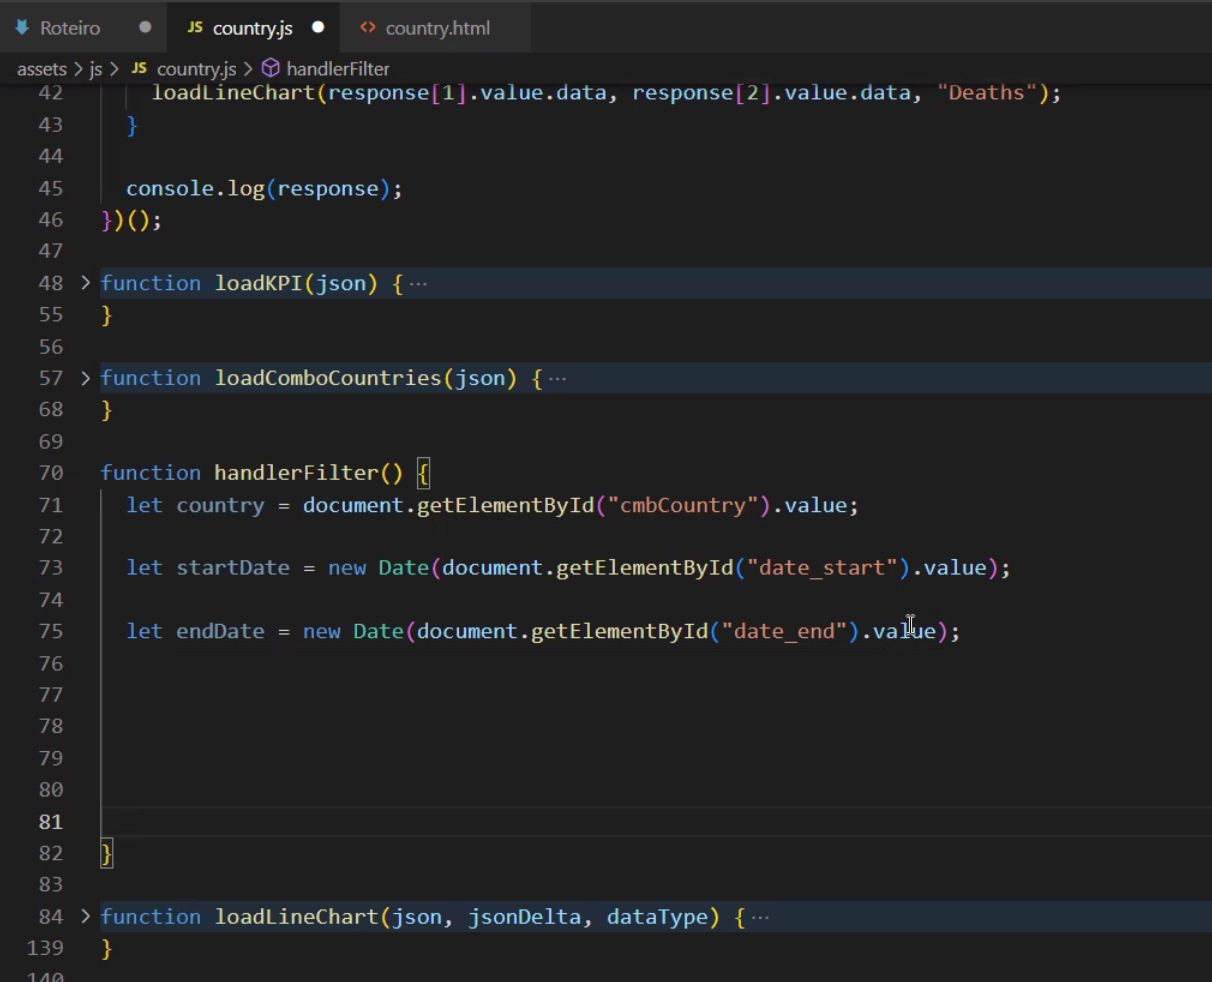 Roteiro JS country.js <> country.html
assets > js > JS country.js > handlerFilter
42 loadLineChart(response[1].value.data, response[2].value.data, "Deaths");
43 }
44
45 console.log(response);
46 })();
47
48 > function loadKPI(json) { ···
55 }
56
57 > function loadComboCountries(json) { ···
68 }
69
70 function handlerFilter() {
71 let country = document.getElementById("cmbCountry").value;
72
73 let startDate = new Date(document.getElementById("date_start").value);
74
75 let endDate = new Date(document.getElementById("date_end").value);
76
77
78
79
80
81
82 }
83
84 > function loadLineChart(json, jsonDelta, dataType) { ···
139 }
140